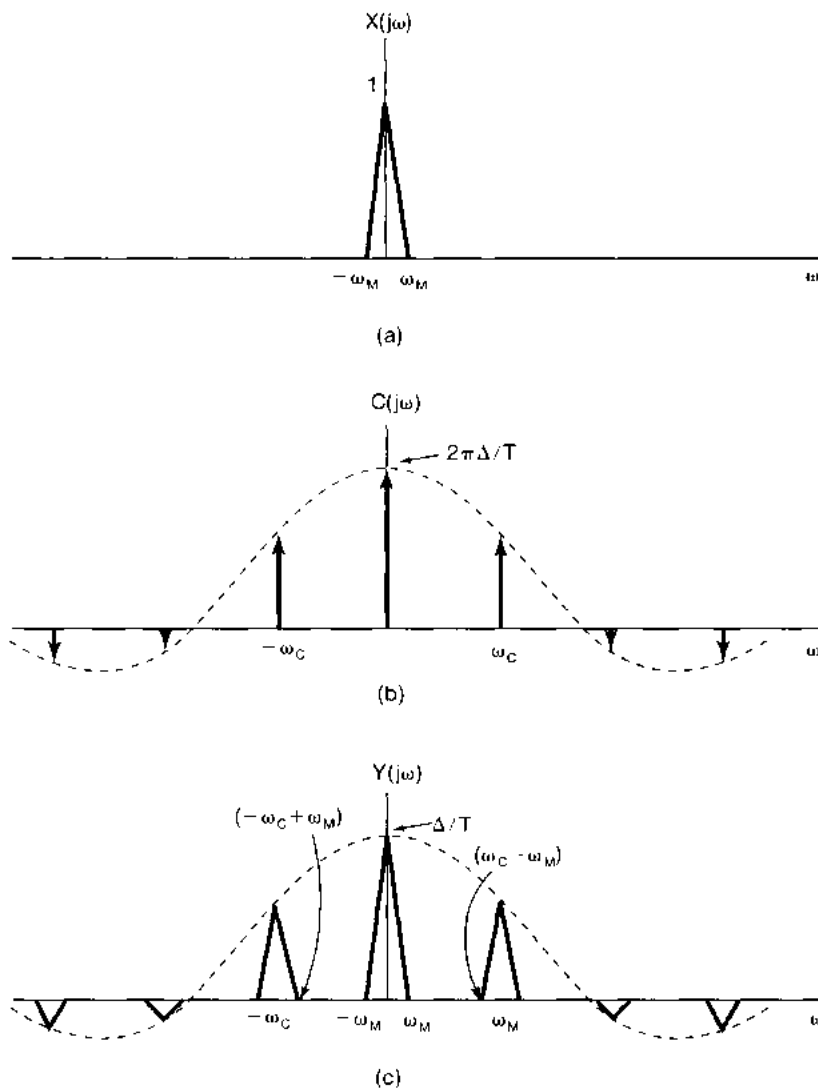 X(jω)
1
−ω_M ω_M ω
(a)
C(jω)
2πΔ/T
−ω_C ω_C ω
(b)
Y(jω)
(−ω_C + ω_M)
Δ/T
(ω_C - ω_M)
−ω_C −ω_M ω_M ω_M ω
(c)